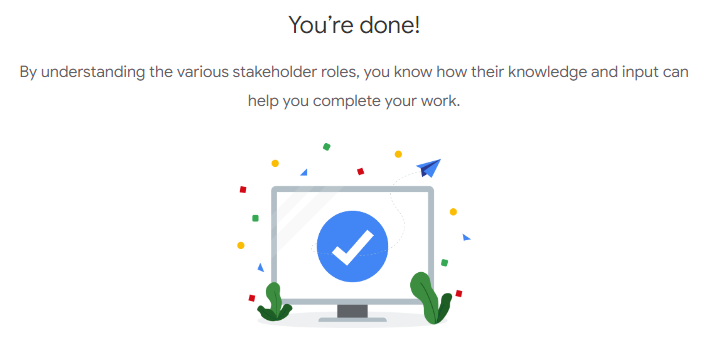 You’re done!
By understanding the various stakeholder roles, you know how their knowledge and input can
help you complete your work.